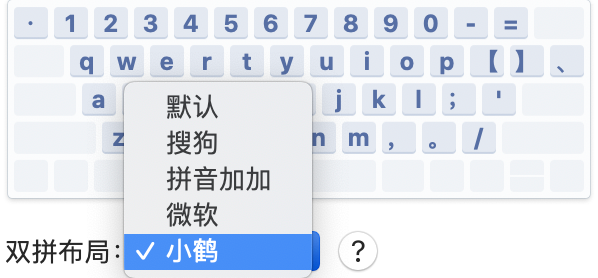 · 1 2 3 4 5 6 7 8 9 0 - =
q w e r t y u i o p 【 】 、
a j k l ； '
z n m ， 。 /
默认
搜狗
拼音加加
微软
双拼布局： ✓ 小鹤 ?